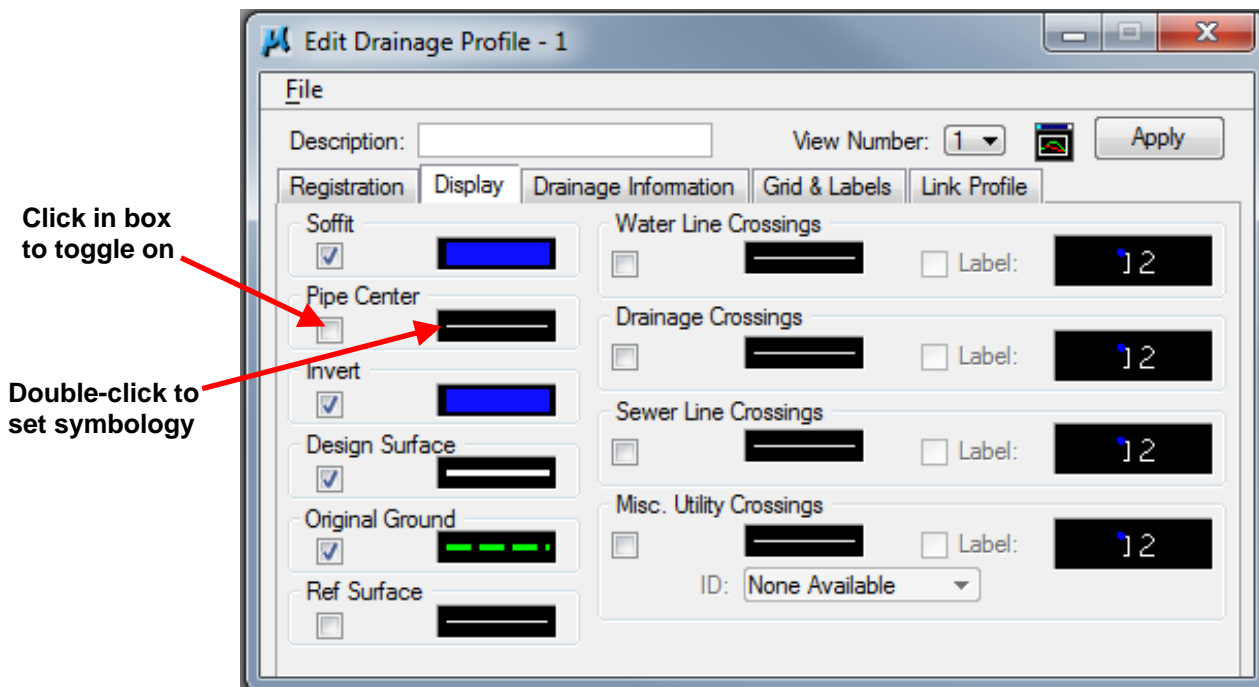 Edit Drainage Profile - 1
File
Description:
View Number: 1
Apply
Registration
Display
Drainage Information
Grid & Labels
Link Profile
Click in box
to toggle on
Double-click to
set symbology
Soffit
Pipe Center
Invert
Design Surface
Original Ground
Ref Surface
Water Line Crossings
Label:
12
Drainage Crossings
Label:
12
Sewer Line Crossings
Label:
12
Misc. Utility Crossings
Label:
12
ID: None Available